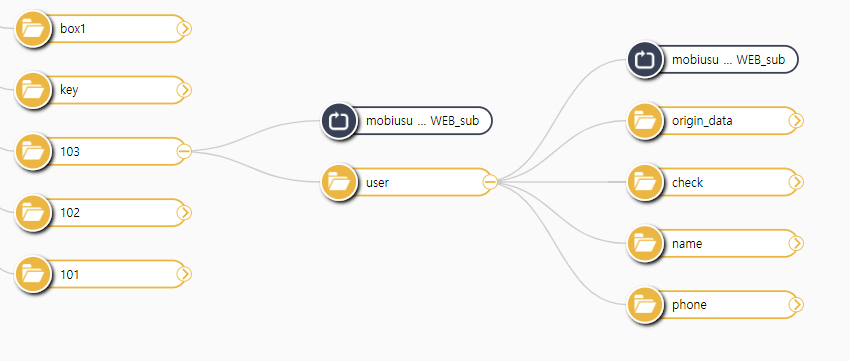 box1
key
103
102
101
mobiusu ... WEB_sub
user
mobiusu ... WEB_sub
origin_data
check
name
phone